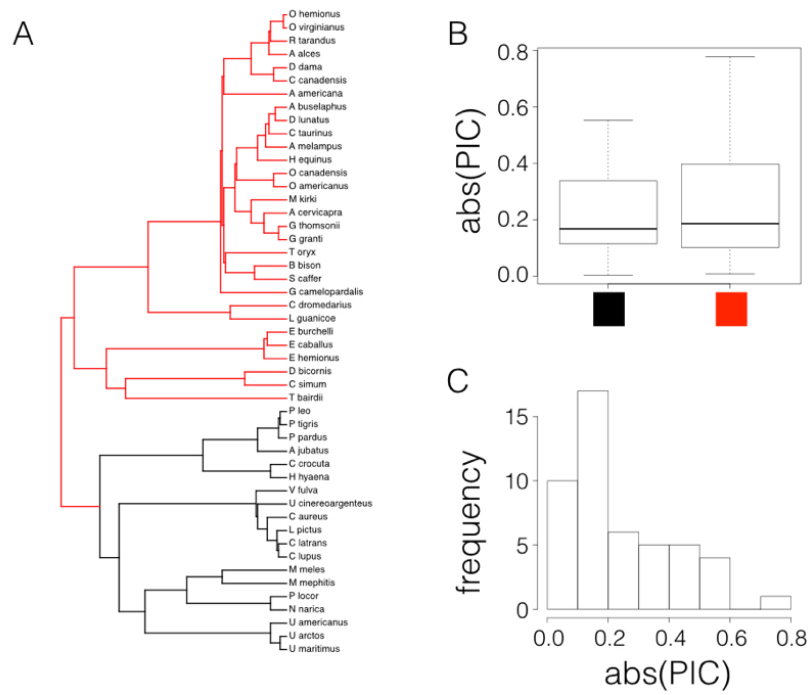 A
O hemionus
O virginianus
R tarandus
A alces
D dama
C canadensis
A americana
A buselaphus
D lunatus
C taurinus
A melampus
H equinus
O canadensis
O americanus
M kirki
A cervicapra
G thomsonii
G granti
T oryx
B bison
S caffer
G camelopardalis
C dromedarius
L guanicoe
E burchelli
E caballus
E hemionus
D bicornis
C simum
T bairdii
P leo
P tigris
P pardus
A jubatus
C crocuta
H hyaena
V fulva
U cinereoargenteus
C aureus
L pictus
C latrans
C lupus
M meles
M mephitis
P locor
N narica
U americanus
U arctos
U maritimus
B
abs(PIC)
0.8
0.6
0.4
0.2
0.0
C
frequency
15
10
5
0
0.0 0.2 0.4 0.6 0.8
abs(PIC)